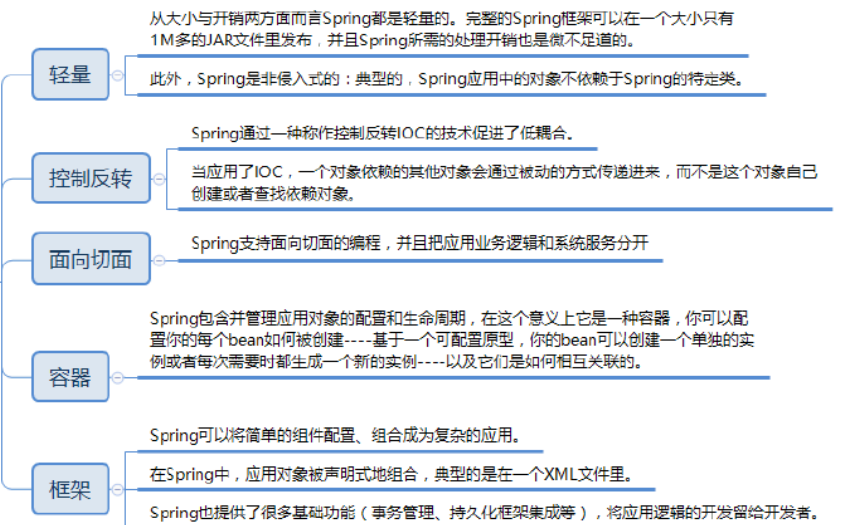 从大小与开销两方面而言Spring都是轻量的。完整的Spring框架可以在一个大小只有
1M多的JAR文件里发布，并且Spring所需的处理开销也是微不足道的。
轻量
此外，Spring是非侵入式的：典型的，Spring应用中的对象不依赖于Spring的特定类。
Spring通过一种称作控制反转IOC的技术促进了低耦合。
控制反转
当应用了IOC，一个对象依赖的其他对象会通过被动的方式传递进来，而不是这个对象自己
创建或者查找依赖对象。
面向切面
Spring支持面向切面的编程，并且把应用业务逻辑和系统服务分开
Spring包含并管理应用对象的配置和生命周期，在这个意义上它是一种容器，你可以配
置你的每个bean如何被创建----基于一个可配置原型，你的bean可以创建一个单独的实
例或者每次需要时都生成一个新的实例----以及它们是如何相互关联的。
容器
Spring可以将简单的组件配置、组合成为复杂的应用。
在Spring中，应用对象被声明式地组合，典型的是在一个XML文件里。
框架
Spring也提供了很多基础功能（事务管理、持久化框架集成等），将应用逻辑的开发留给开发者。